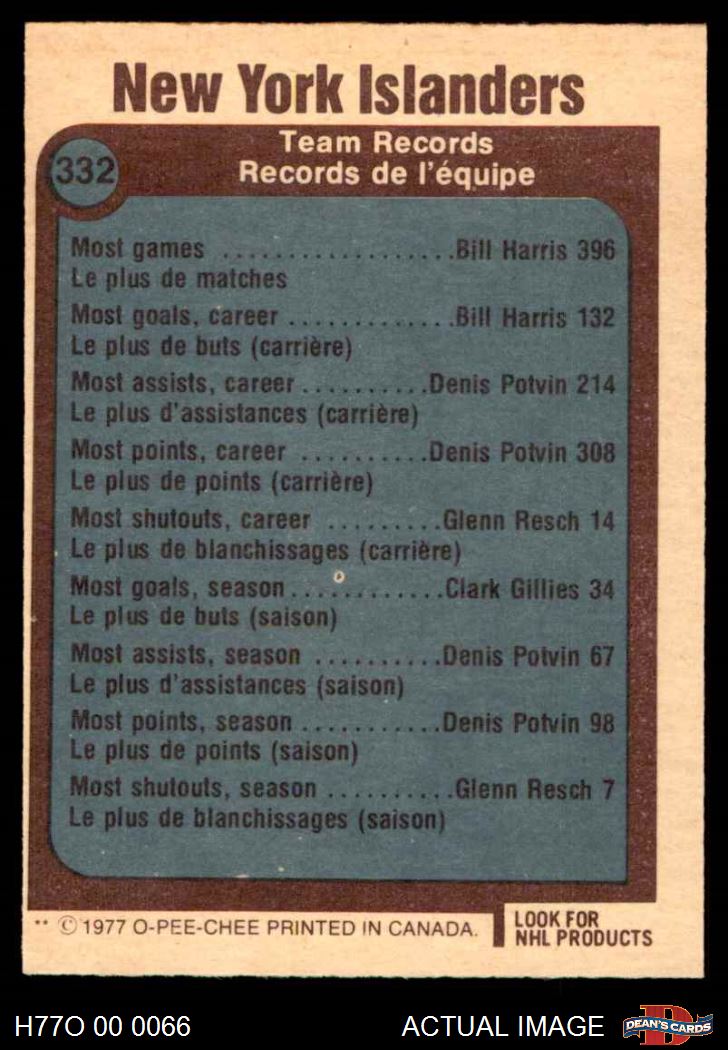 New York Islanders
332
Team Records
Records de l'équipe
Most games ..................Bill Harris 396
Le plus de matches
Most goals, career .............Bill Harris 132
Le plus de buts (carrière)
Most assists, career..........Denis Potvin 214
Le plus d'assistances (carrière)
Most points, career ..........Denis Potvin 308
Le plus de points (carrière)
Most shutouts, career .........Glenn Resch 14
Le plus de blanchissages (carrière)
Most goals, season............Clark Gillies 34
Le plus de buts (saison)
Most assists, season ..........Denis Potvin 67
Le plus d'assistances (saison)
Most points, season ...........Denis Potvin 98
Le plus de points (saison)
Most shutouts, season ..........Glenn Resch 7
Le plus de blanchissages (saison)
** ©1977 O-PEE-CHEE PRINTED IN CANADA.
LOOK FOR
NHL PRODUCTS
H77O 00 0066
ACTUAL IMAGE
D
DEAN'S CARDS